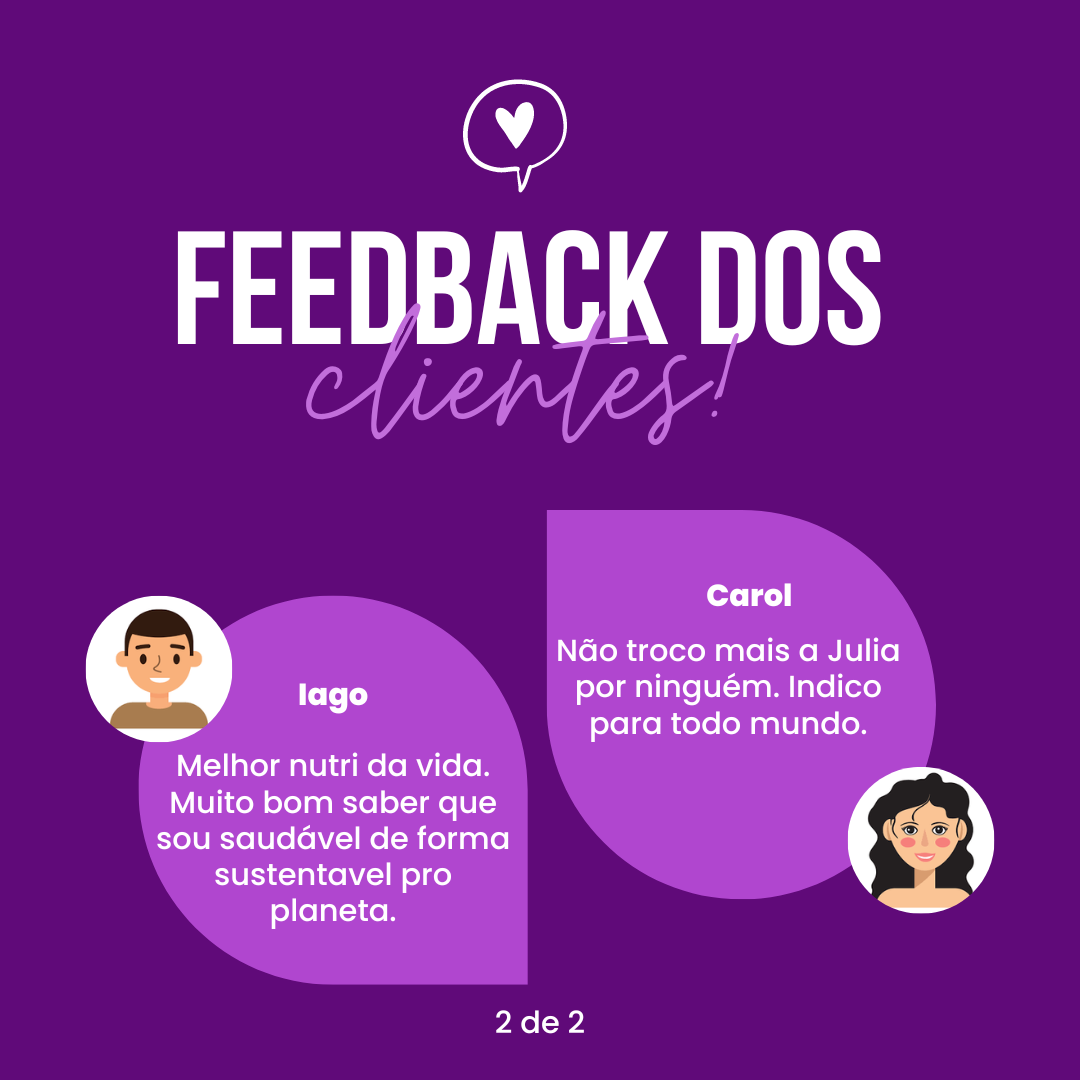 FEEDBACK DOS
clientes!
Iago
Melhor nutri da vida.
Muito bom saber que
sou saudável de forma
sustentavel pro
planeta.
Carol
Não troco mais a Julia
por ninguém. Indico
para todo mundo.
2 de 2